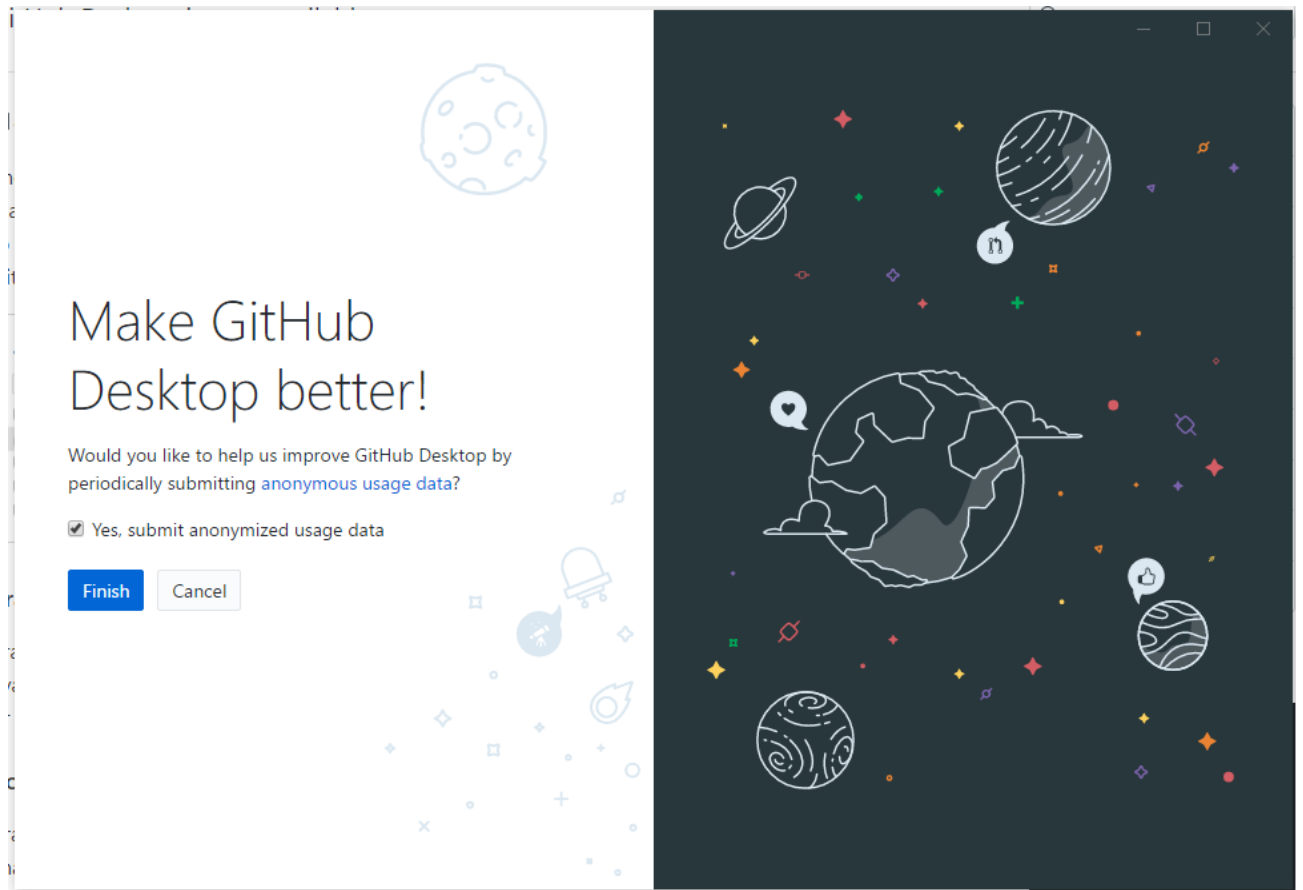 Make GitHub
Desktop better!
Would you like to help us improve GitHub Desktop by
periodically submitting anonymous usage data?
Yes, submit anonymized usage data
Finish
Cancel